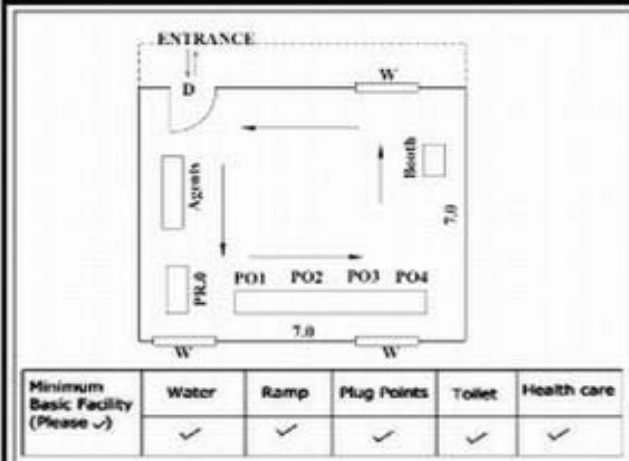 ENTRANCE
D
W
Agents
Booth
7.0
PR.0
PO1 PO2 PO3 PO4
7.0
W
W
Minimum Basic Facility (Please ✓)
Water
Ramp
Plug Points
Toilet
Health care
✓ ✓ ✓ ✓ ✓